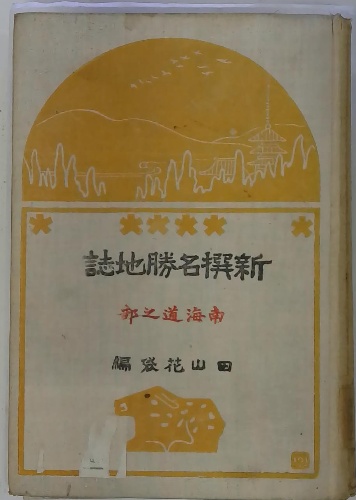 新撰名勝地誌
南海道之部
田山花袋編